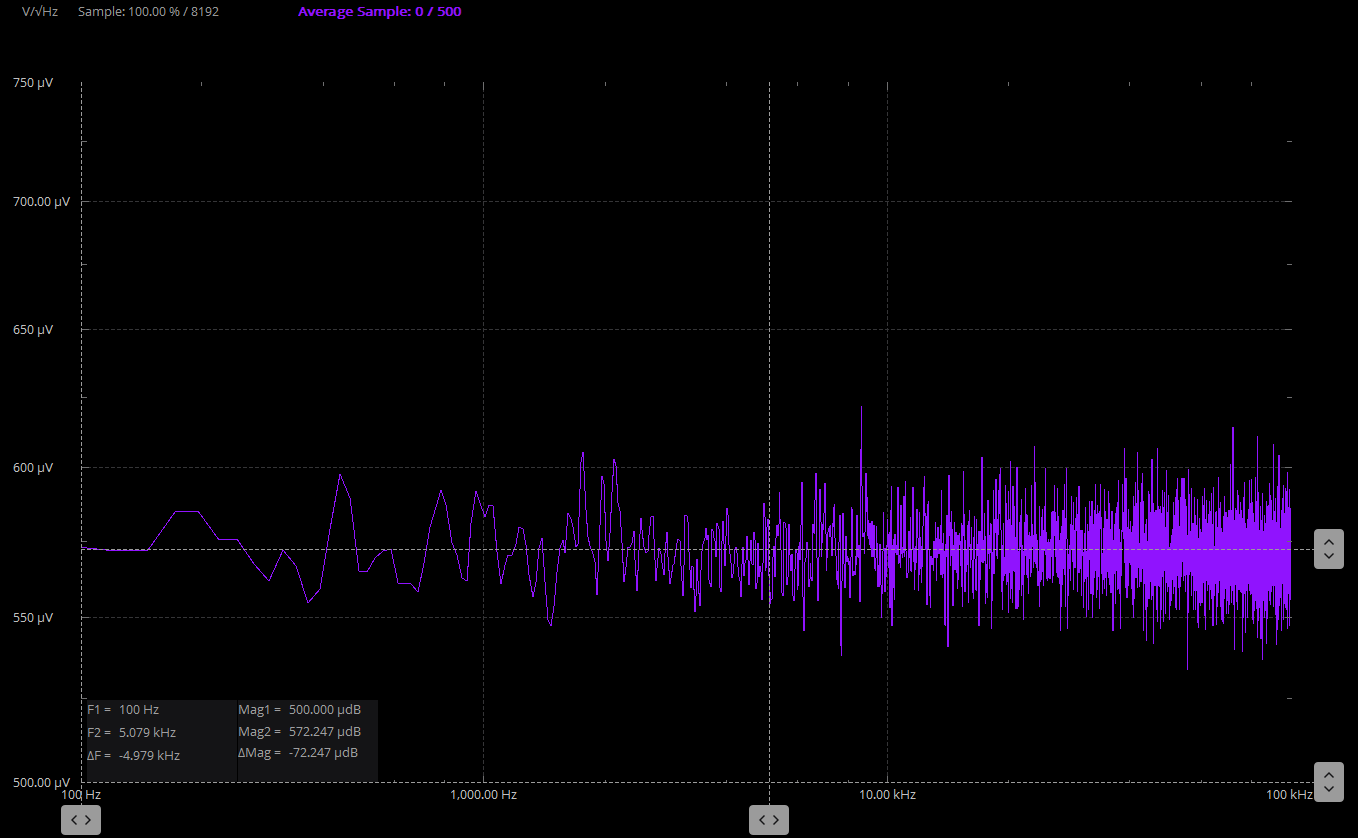 V/√Hz Sample: 100.00 % / 8192 Average Sample: 0 / 500
750 µV
700.00 µV
650 µV
600 µV
550 µV
500.00 µV
F1 = 100 Hz Mag1 = 500.000 µdB
F2 = 5.079 kHz Mag2 = 572.247 µdB
ΔF = -4.979 kHz ΔMag = -72.247 µdB
100 Hz 1,000.00 Hz 10.00 kHz 100 kHz